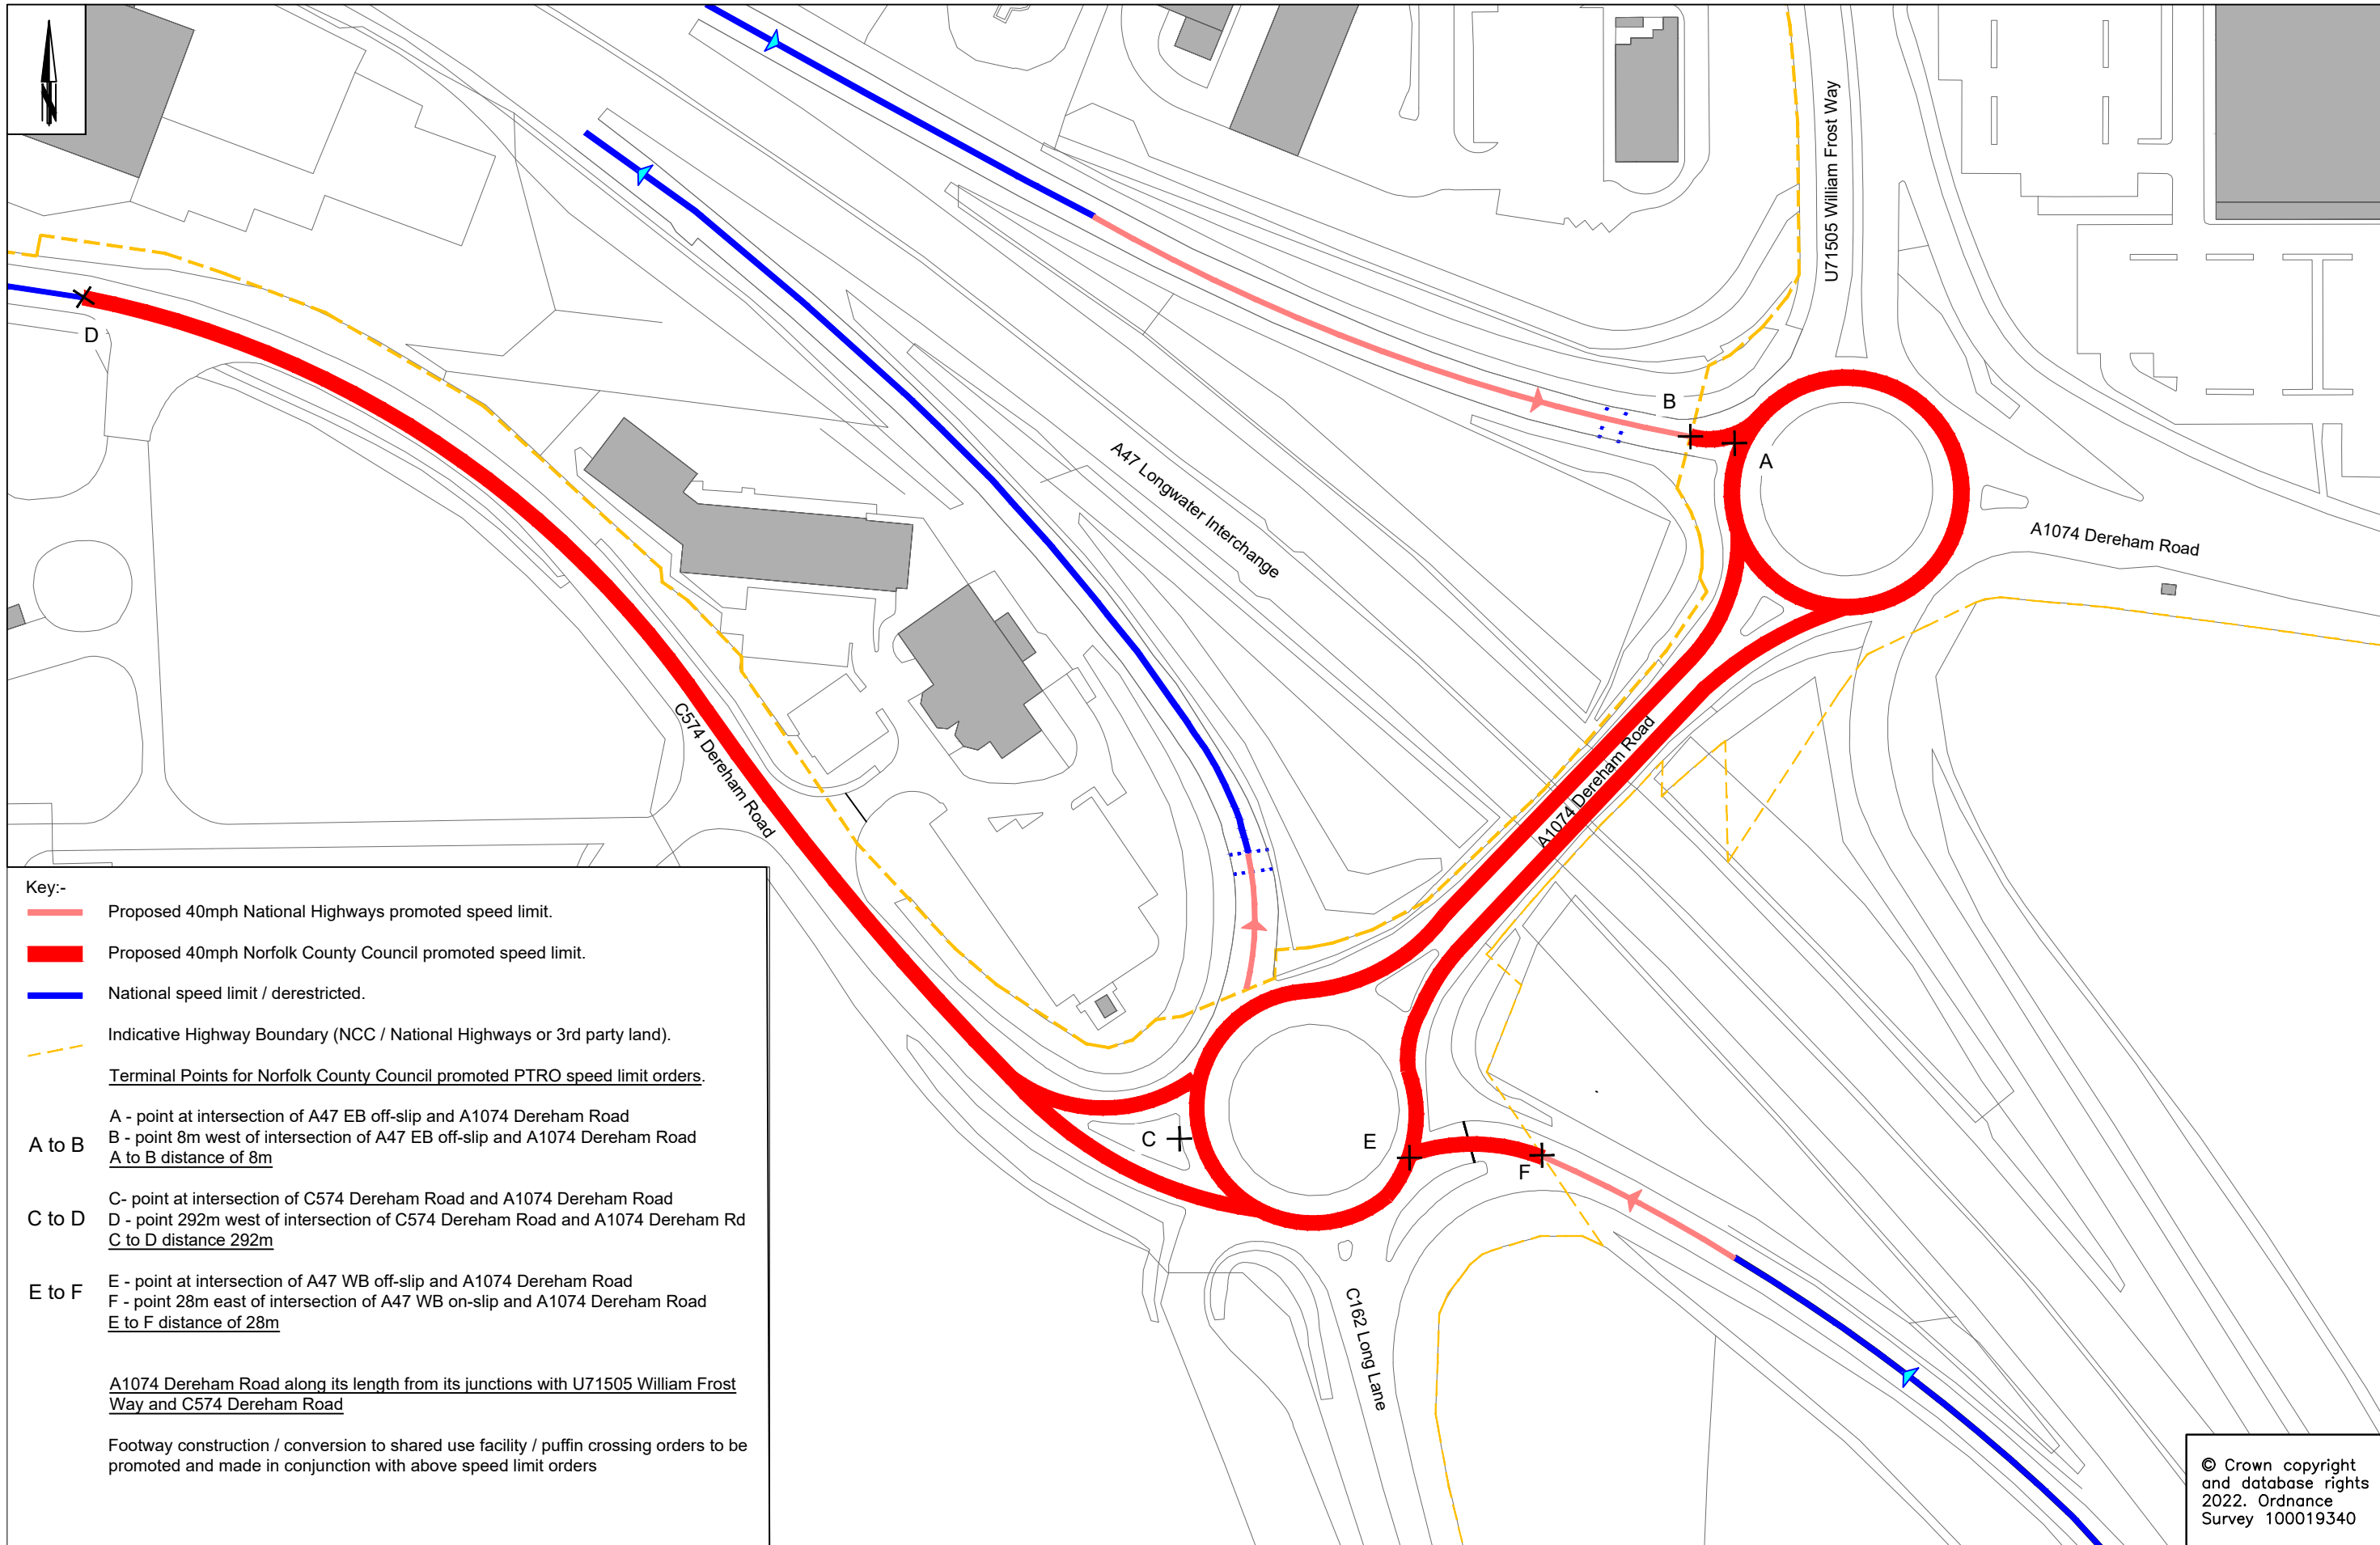 N
U71505 William Frost Way
D
B
A
A47 Longwater Interchange
A1074 Dereham Road
C574 Dereham Road
A1074 Dereham Road
C
E
F
C162 Long Lane
Key:-
Proposed 40mph National Highways promoted speed limit.
Proposed 40mph Norfolk County Council promoted speed limit.
National speed limit / derestricted.
Indicative Highway Boundary (NCC / National Highways or 3rd party land).
Terminal Points for Norfolk County Council promoted PTRO speed limit orders.
A to B
A - point at intersection of A47 EB off-slip and A1074 Dereham Road
B - point 8m west of intersection of A47 EB off-slip and A1074 Dereham Road
A to B distance of 8m
C to D
C- point at intersection of C574 Dereham Road and A1074 Dereham Road
D - point 292m west of intersection of C574 Dereham Road and A1074 Dereham Rd
C to D distance 292m
E to F
E - point at intersection of A47 WB off-slip and A1074 Dereham Road
F - point 28m east of intersection of A47 WB on-slip and A1074 Dereham Road
E to F distance of 28m
A1074 Dereham Road along its length from its junctions with U71505 William Frost
Way and C574 Dereham Road
Footway construction / conversion to shared use facility / puffin crossing orders to be
promoted and made in conjunction with above speed limit orders
© Crown copyright
and database rights
2022. Ordnance
Survey 100019340